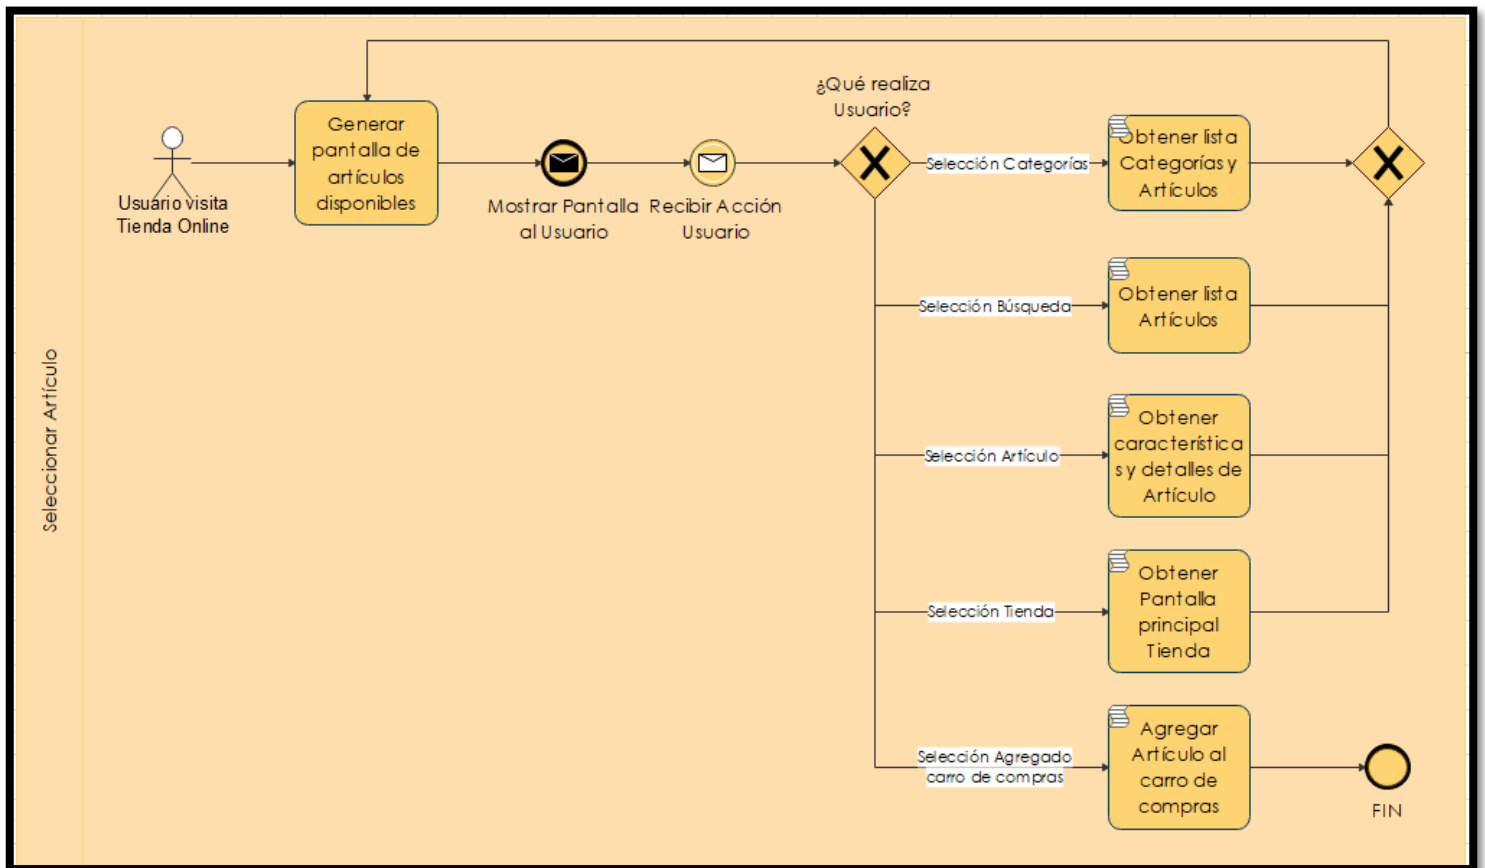 Seleccionar Artículo
Usuario visita
Tienda Online
Generar
pantalla de
artículos
disponibles
Mostrar Pantalla
al Usuario
Recibir Acción
Usuario
¿Qué realiza
Usuario?
Selección Categorías
Obtener lista
Categorías y
Artículos
Selección Búsqueda
Obtener lista
Artículos
Selección Artículo
Obtener
característica
s y detalles de
Artículo
Selección Tienda
Obtener
Pantalla
principal
Tienda
Selección Agregado
carro de compras
Agregar
Artículo al
carro de
compras
FIN